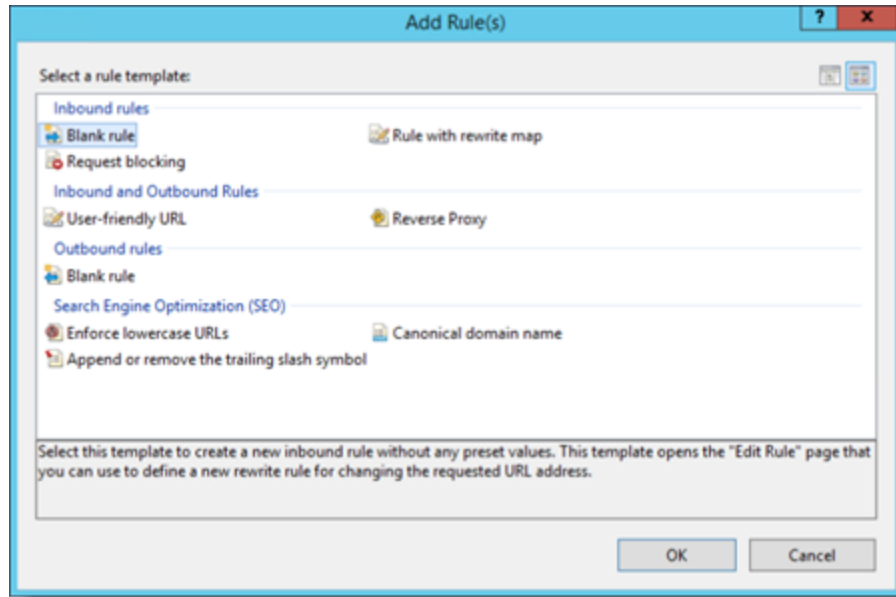 Add Rule(s)
? x
Select a rule template:
Inbound rules
Blank rule Rule with rewrite map
Request blocking
Inbound and Outbound Rules
User-friendly URL Reverse Proxy
Outbound rules
Blank rule
Search Engine Optimization (SEO)
Enforce lowercase URLs Canonical domain name
Append or remove the trailing slash symbol
Select this template to create a new inbound rule without any preset values. This template opens the "Edit Rule" page that
you can use to define a new rewrite rule for changing the requested URL address.
OK Cancel